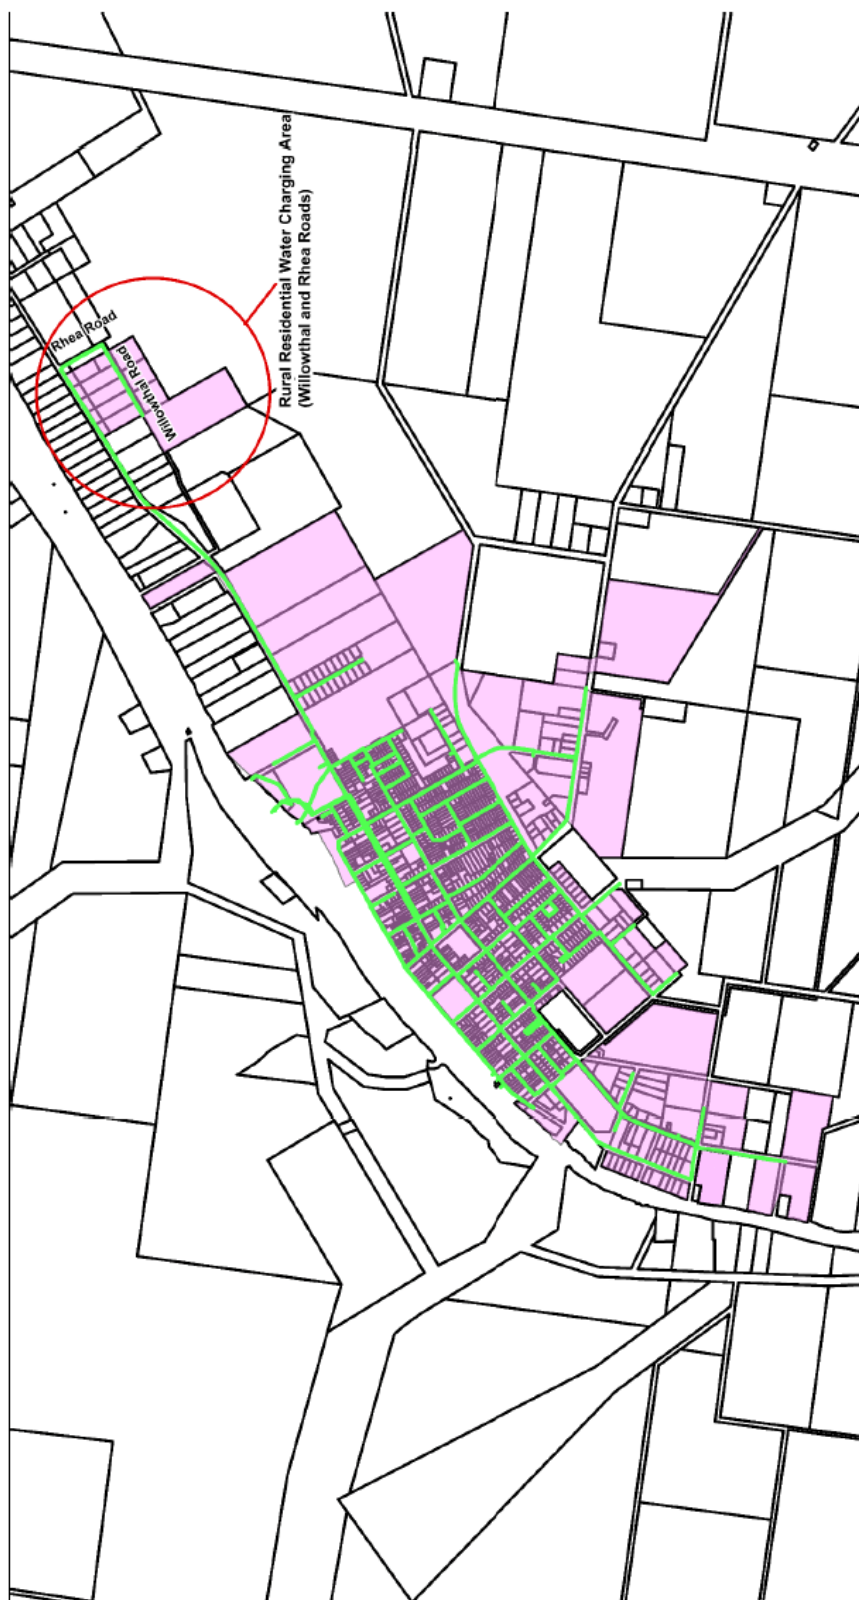 Rural Residential Water Charging Area
(Willowthal and Rhea Roads)
Rhea Road
Willowthal Road